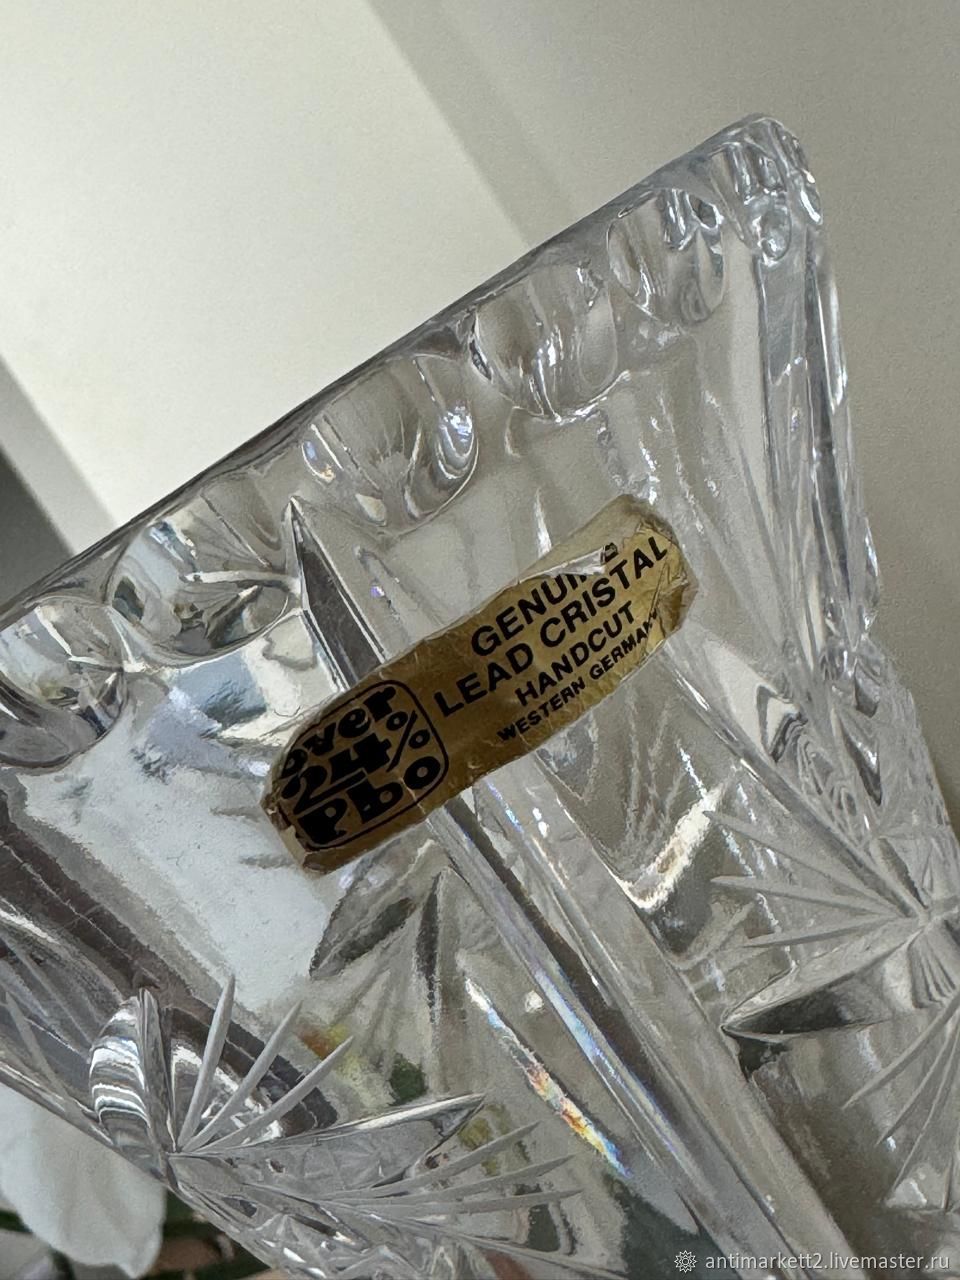 over
24%
PbO
GENUINE
LEAD CRISTAL
HANDCUT
WESTERN GERMANY
antimarkett2.livemaster.ru